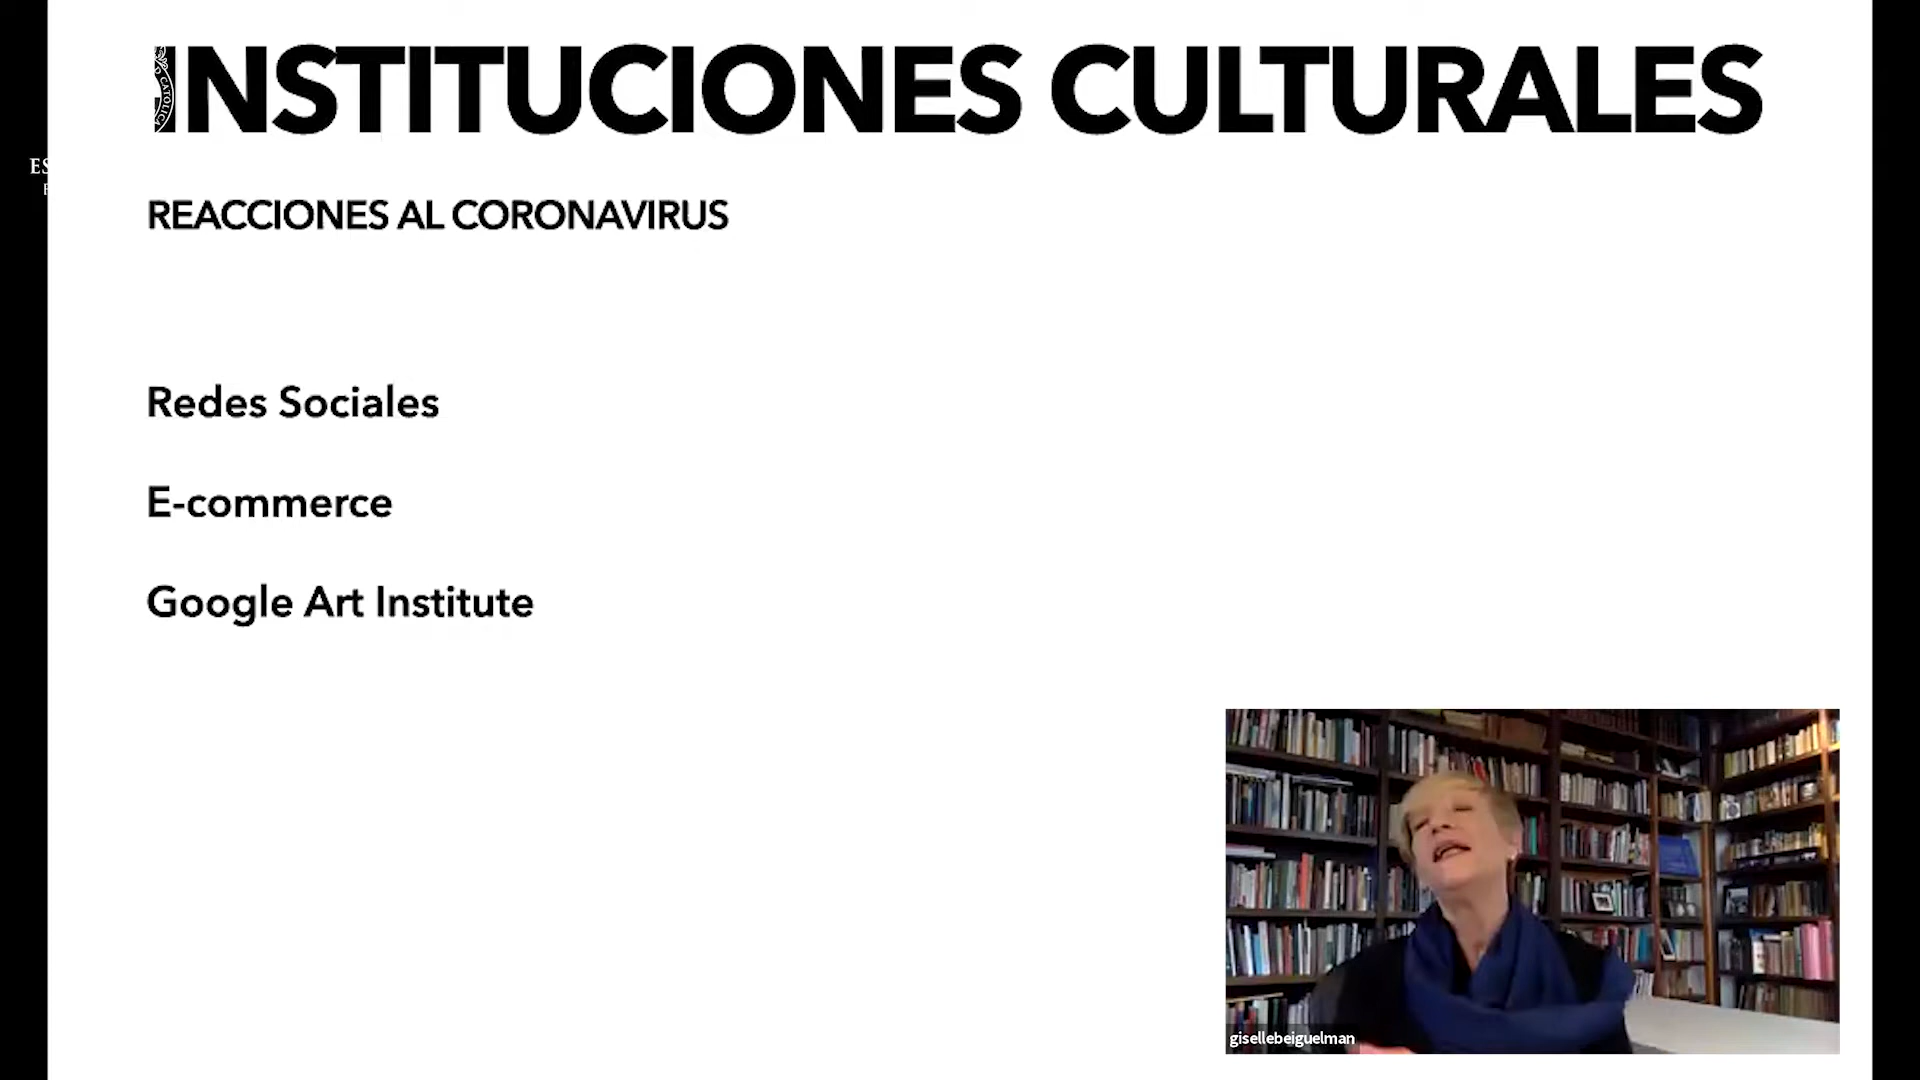 INSTITUCIONES CULTURALES
REACCIONES AL CORONAVIRUS
Redes Sociales
E-commerce
Google Art Institute
gisellebeiguelman